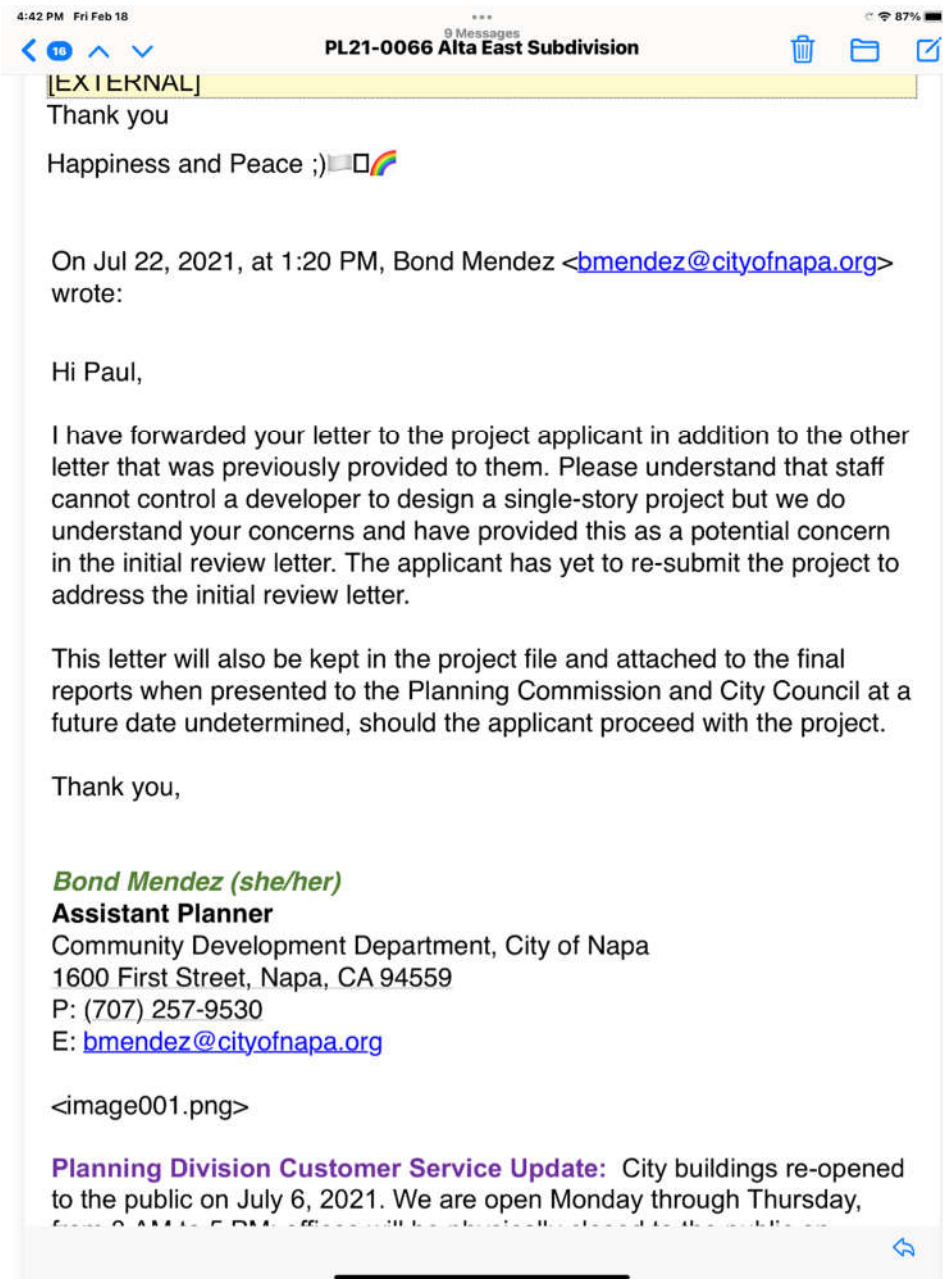 4:42 PM Fri Feb 18
87%
16
9 Messages
PL21-0066 Alta East Subdivision
[EXTERNAL]
Thank you
Happiness and Peace ;)🏳️□🌈
On Jul 22, 2021, at 1:20 PM, Bond Mendez <bmendez@cityofnapa.org>
wrote:
Hi Paul,
I have forwarded your letter to the project applicant in addition to the other
letter that was previously provided to them. Please understand that staff
cannot control a developer to design a single-story project but we do
understand your concerns and have provided this as a potential concern
in the initial review letter. The applicant has yet to re-submit the project to
address the initial review letter.
This letter will also be kept in the project file and attached to the final
reports when presented to the Planning Commission and City Council at a
future date undetermined, should the applicant proceed with the project.
Thank you,
Bond Mendez (she/her)
Assistant Planner
Community Development Department, City of Napa
1600 First Street, Napa, CA 94559
P: (707) 257-9530
E: bmendez@cityofnapa.org
<image001.png>
Planning Division Customer Service Update: City buildings re-opened
to the public on July 6, 2021. We are open Monday through Thursday,